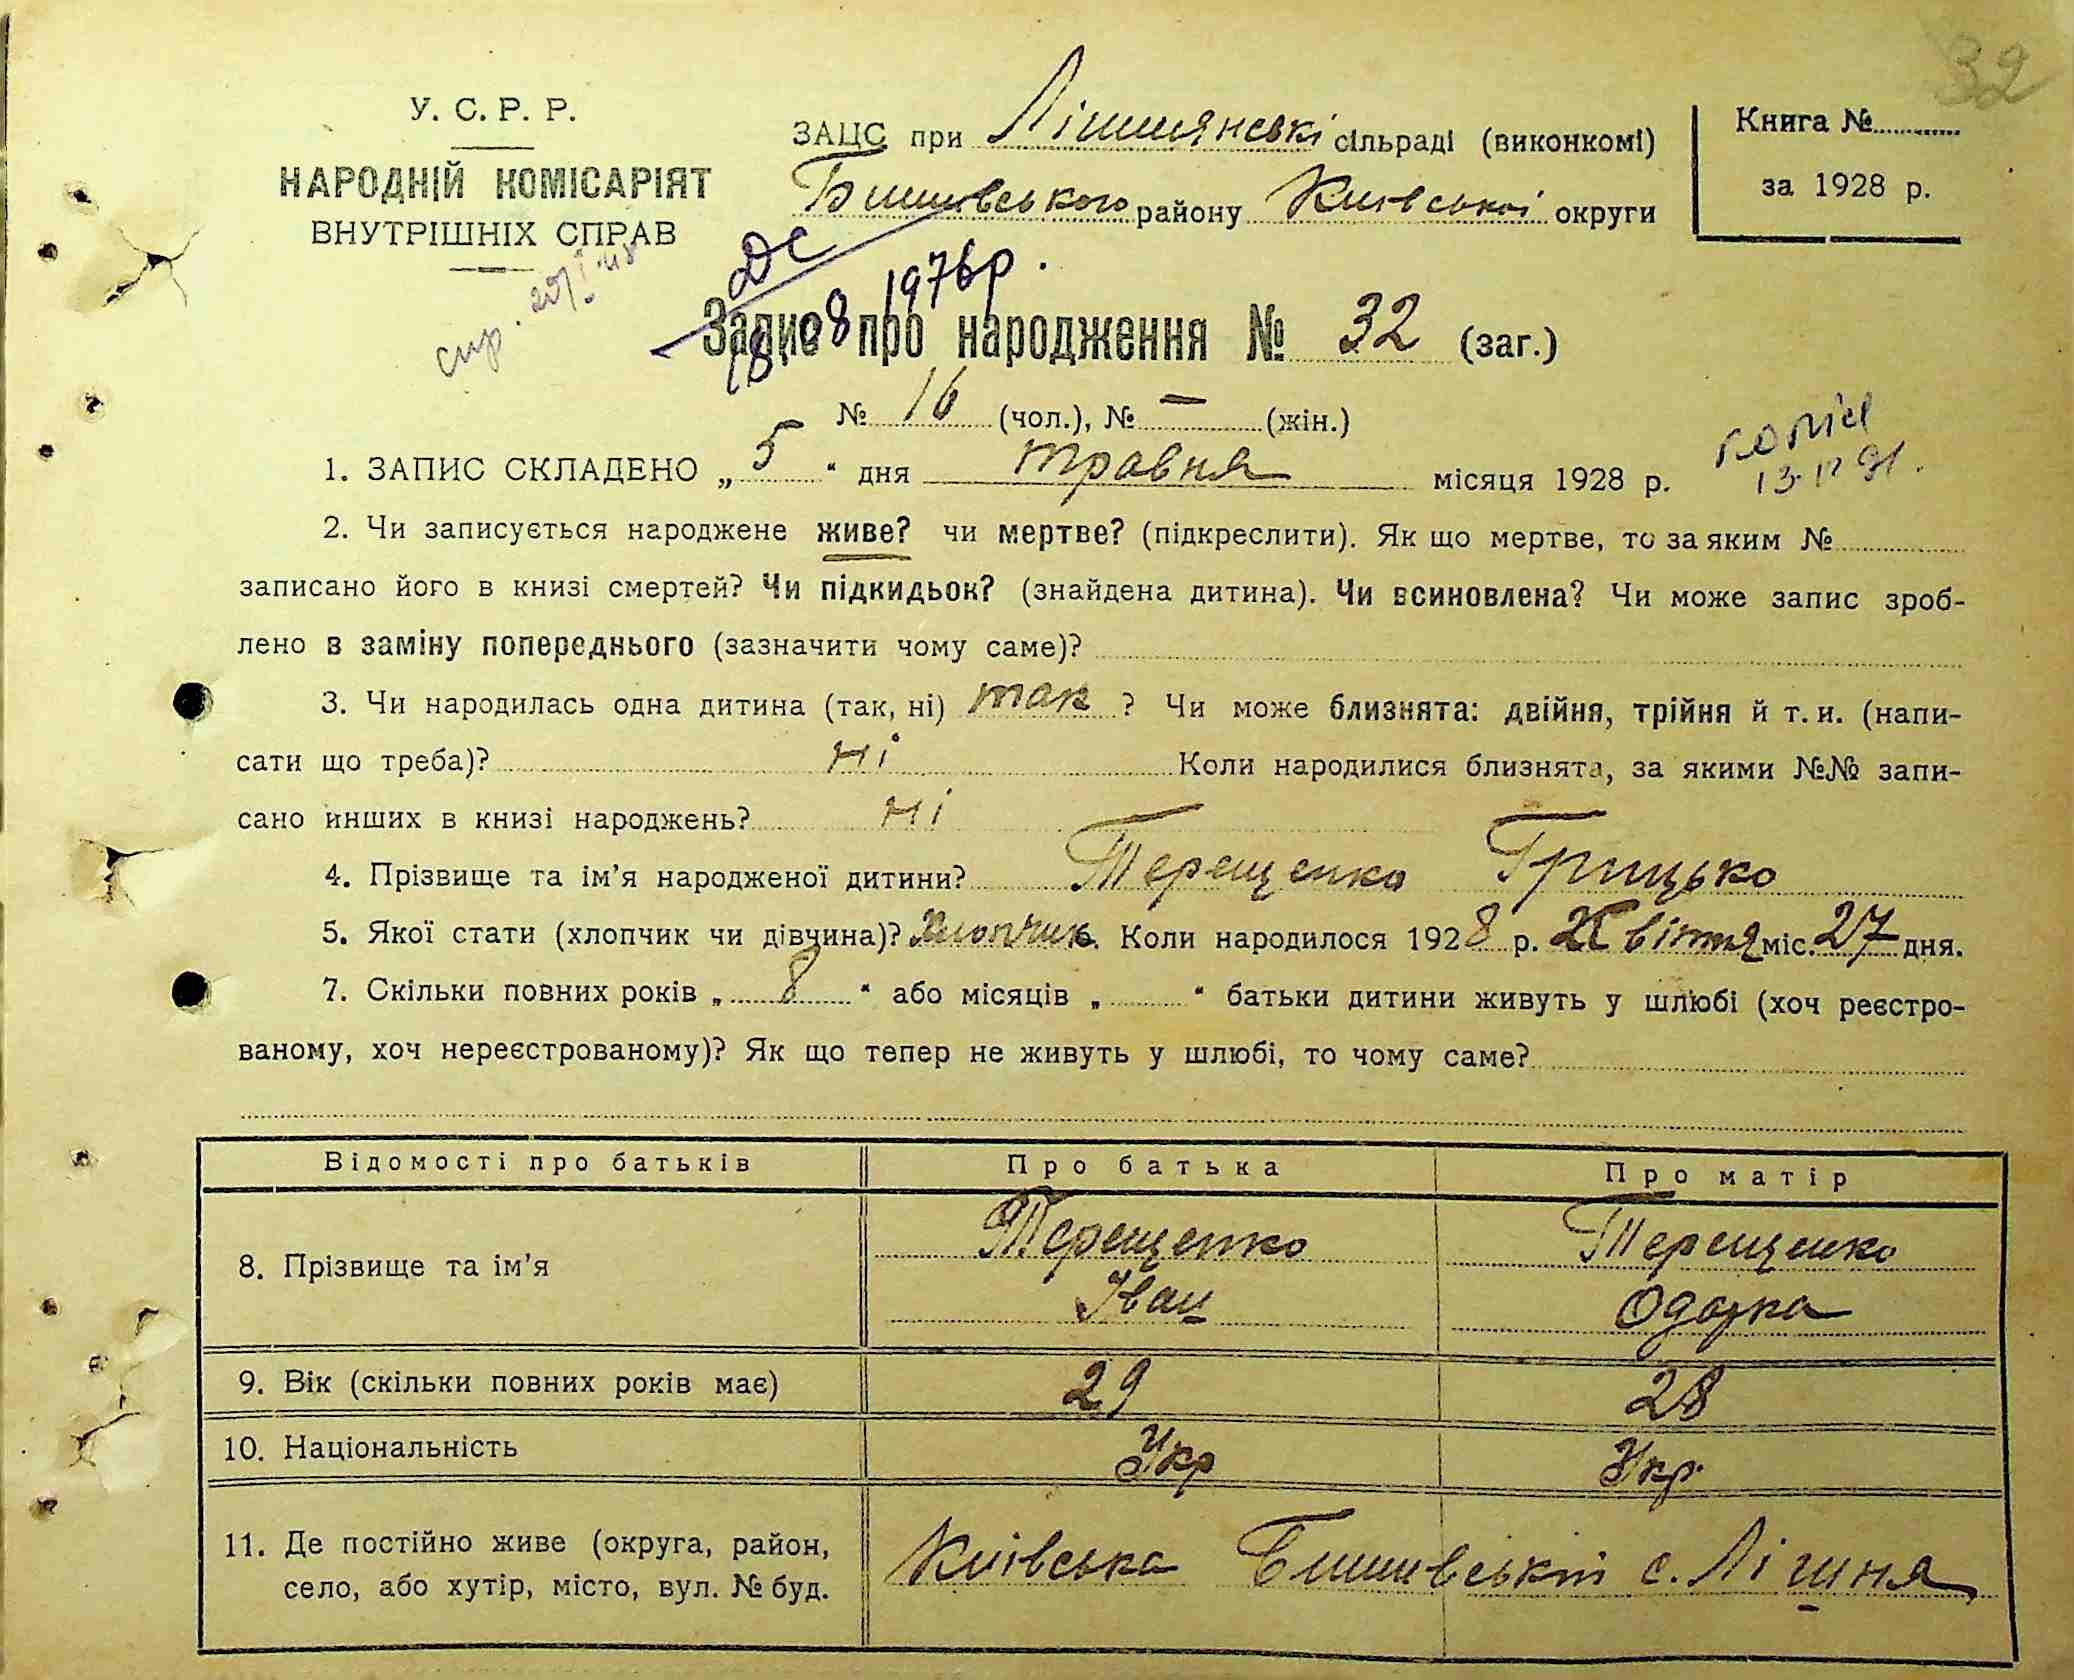 32
У. С. Р. Р.
НАРОДНІЙ КОМІСАРІЯТ
ВНУТРІШНІХ СПРАВ
ЗАЦС при Лішнянські сільраді (виконкомі)
Бишівського району Київської округи
Книга №
за 1928 р.
ДС
18 08 1976р.
Запис про народження № 32 (заг.)
№ 16 (чол.), № — (жін.)
копія
1. ЗАПИС СКЛАДЕНО „ 5 “ дня травня місяця 1928 р.
2. Чи записується народжене живе? чи мертве? (підкреслити). Як що мертве, то за яким №
записано його в книзі смертей? Чи підкидьок? (знайдена дитина). Чи всиновлена? Чи може запис зроб-
лено в заміну попереднього (зазначити чому саме)?
3. Чи народилась одна дитина (так, ні) так ? Чи може близнята: двійня, трійня й т. и. (напи-
сати що треба)? ні Коли народилися близнята, за якими №№ запи-
сано инших в книзі народжень? ні
4. Прізвище та ім’я народженої дитини? Терещенко Грицько
5. Якої стати (хлопчик чи дівчина)? Хлопчик. Коли народилося 1928 р. Квітня міс. 27 дня.
7. Скільки повних років „ 8 “ або місяців „ “ батьки дитини живуть у шлюбі (хоч реєстро-
ваному, хоч нереєстрованому)? Як що тепер не живуть у шлюбі, то чому саме?
Відомості про батьків Про батька Про матір
8. Прізвище та ім’я Терещенко Іван Терещенко Одарка
9. Вік (скільки повних років має) 29 28
10. Національність Укр Укр.
11. Де постійно живе (округа, район,
село, або хутір, місто, вул. № буд. Київська Бишівській с. Лішня